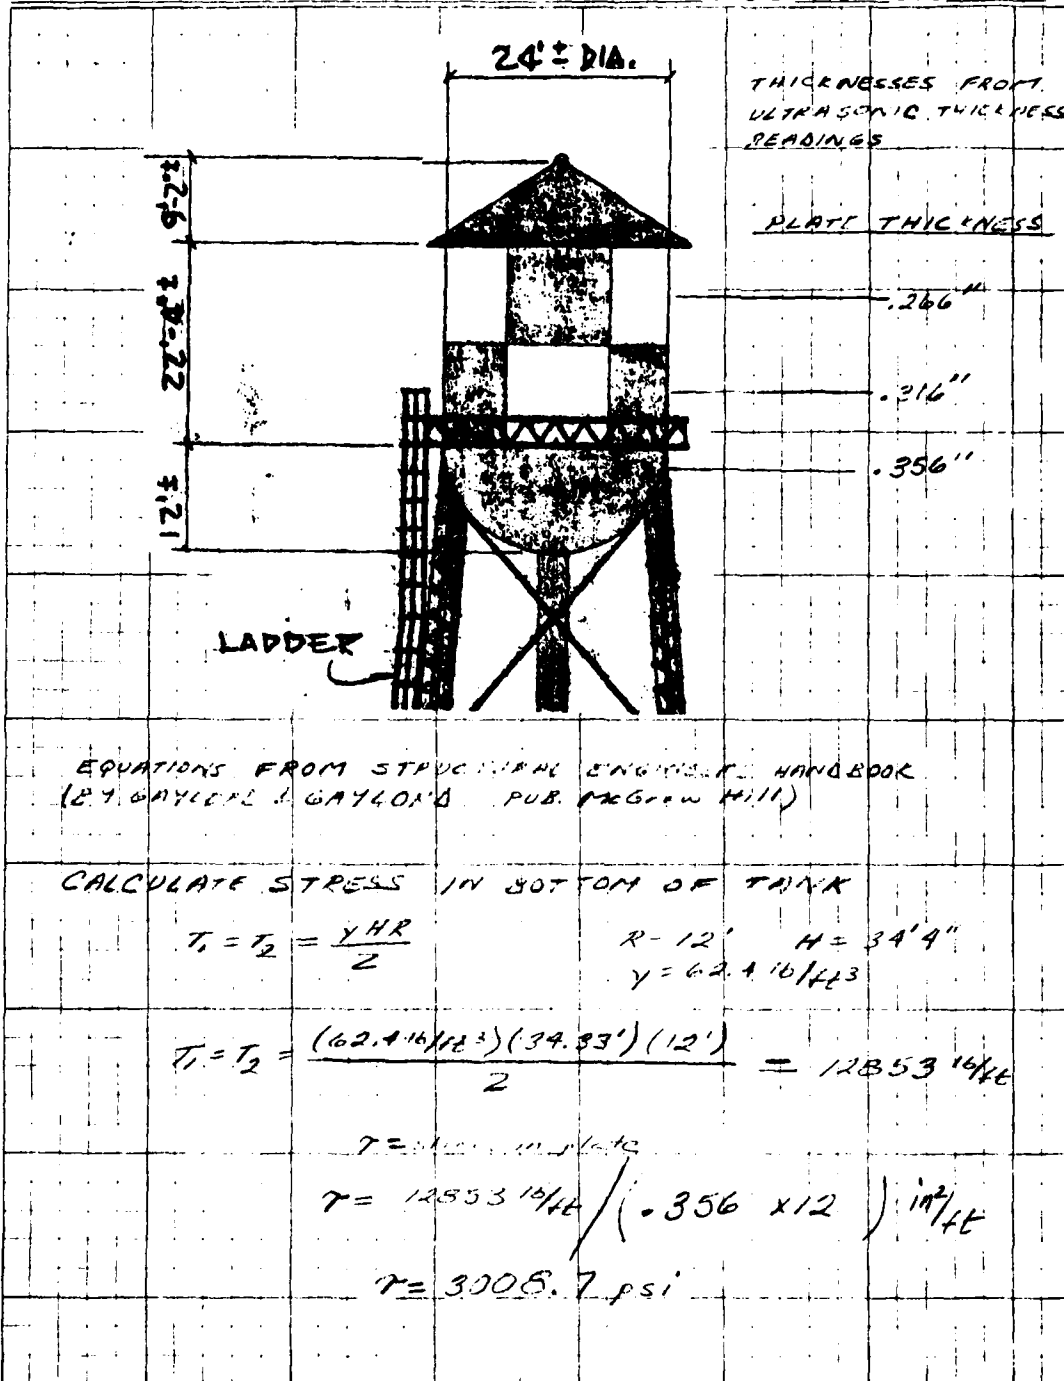 24'± DIA.
THICKNESSES FROM
ULTRASONIC THICKNESS
READINGS
PLATE THICKNESS
.266"
.316"
.356"
LADDER
EQUATIONS FROM STRUCTURAL ENGINEERS HANDBOOK
(BY GAYLORD & GAYLORD PUB. McGraw Hill)
CALCULATE STRESS IN BOTTOM OF TANK
T₁ = T₂ = γHR / 2
R - 12' H = 34'4"
γ = 62.4 lb/ft³
T₁ = T₂ = (62.4 lb/ft³)(34.33')(12') / 2 = 12853 lb/ft
τ = in plate
τ = 12853 lb/ft / (.356 x12 ) in²/ft
τ = 3008.7 psi